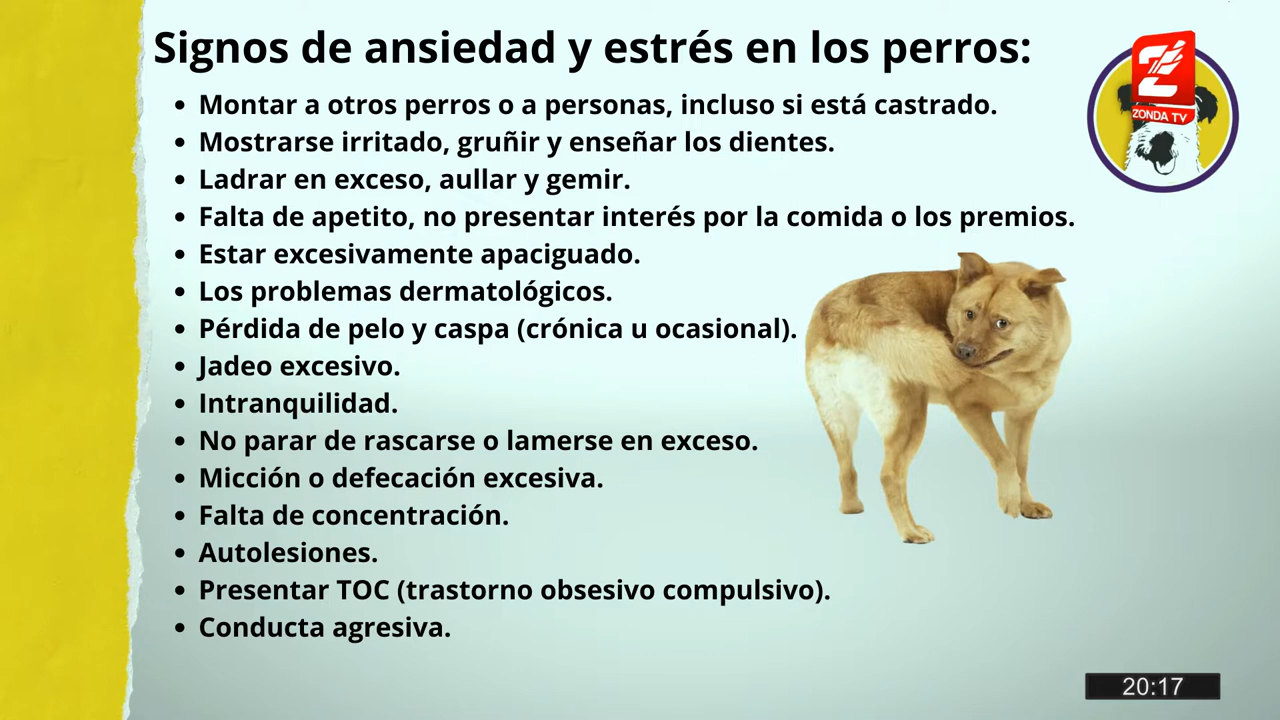 Signos de ansiedad y estrés en los perros:
• Montar a otros perros o a personas, incluso si está castrado.
• Mostrarse irritado, gruñir y enseñar los dientes.
• Ladrar en exceso, aullar y gemir.
• Falta de apetito, no presentar interés por la comida o los premios.
• Estar excesivamente apaciguado.
• Los problemas dermatológicos.
• Pérdida de pelo y caspa (crónica u ocasional).
• Jadeo excesivo.
• Intranquilidad.
• No parar de rascarse o lamerse en exceso.
• Micción o defecación excesiva.
• Falta de concentración.
• Autolesiones.
• Presentar TOC (trastorno obsesivo compulsivo).
• Conducta agresiva.
Z
ZONDA TV
20:17